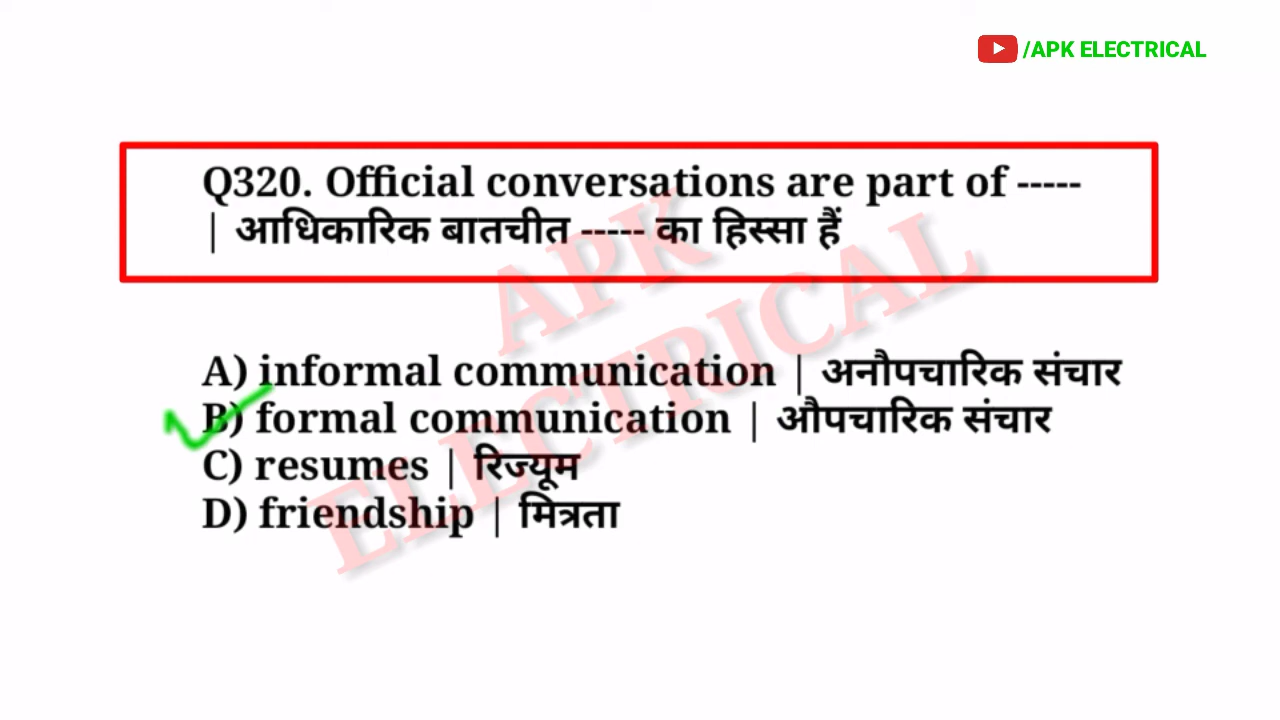 /APK ELECTRICAL
Q320. Official conversations are part of -----
| आधिकारिक बातचीत ----- का हिस्सा हैं
APK
ELECTRICAL
A) informal communication | अनौपचारिक संचार
B) formal communication | औपचारिक संचार
C) resumes | रिज्यूम
D) friendship | मित्रता